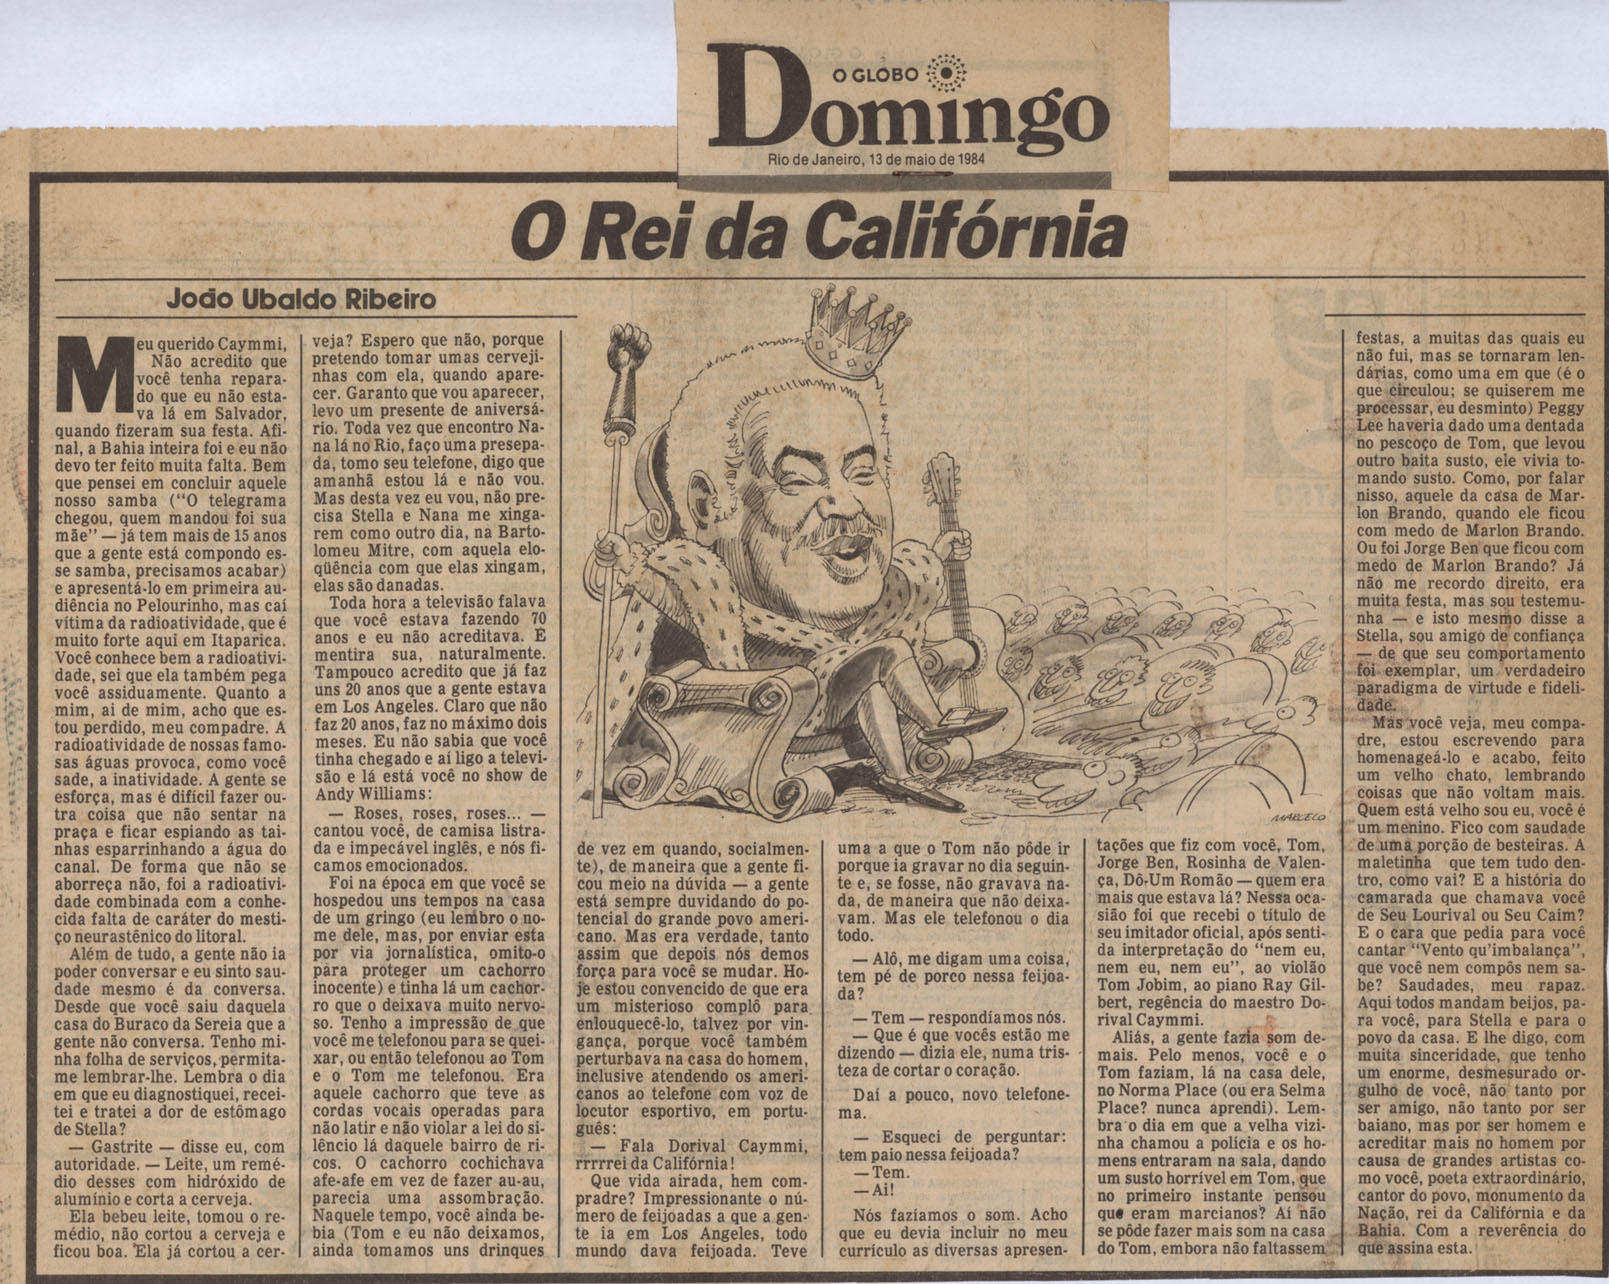 O GLOBO
Domingo
Rio de Janeiro, 13 de maio de 1984
O Rei da Califórnia
João Ubaldo Ribeiro
Meu querido Caymmi,
Não acredito que
você tenha repara-
do que eu não esta-
va lá em Salvador,
quando fizeram sua festa. Afi-
nal, a Bahia inteira foi e eu não
devo ter feito muita falta. Bem
que pensei em concluir aquele
nosso samba ("O telegrama
chegou, quem mandou foi sua
mãe" — já tem mais de 15 anos
que a gente está compondo es-
se samba, precisamos acabar)
e apresentá-lo em primeira au-
diência no Pelourinho, mas caí
vítima da radioatividade, que é
muito forte aqui em Itaparica.
Você conhece bem a radioativi-
dade, sei que ela também pega
você assiduamente. Quanto a
mim, ai de mim, acho que es-
tou perdido, meu compadre. A
radioatividade de nossas famo-
sas águas provoca, como você
sade, a inatividade. A gente se
esforça, mas é difícil fazer ou-
tra coisa que não sentar na
praça e ficar espiando as tai-
nhas esparrinhando a água do
canal. De forma que não se
aborreça não, foi a radioativi-
dade combinada com a conhe-
cida falta de caráter do mesti-
ço neurastênico do litoral.
Além de tudo, a gente não ia
poder conversar e eu sinto sau-
dade mesmo é da conversa.
Desde que você saiu daquela
casa do Buraco da Sereia que a
gente não conversa. Tenho mi-
nha folha de serviços, permita-
me lembrar-lhe. Lembra o dia
em que eu diagnostiquei, recei-
tei e tratei a dor de estômago
de Stella?
— Gastrite — disse eu, com
autoridade. — Leite, um remé-
dio desses com hidróxido de
alumínio e corta a cerveja.
Ela bebeu leite, tomou o re-
médio, não cortou a cerveja e
ficou boa. Ela já cortou a cer-
veja? Espero que não, porque
pretendo tomar umas cerveji-
nhas com ela, quando apare-
cer. Garanto que vou aparecer,
levo um presente de aniversá-
rio. Toda vez que encontro Na-
na lá no Rio, faço uma presepa-
da, tomo seu telefone, digo que
amanhã estou lá e não vou.
Mas desta vez eu vou, não pre-
cisa Stella e Nana me xinga-
rem como outro dia, na Barto-
lomeu Mitre, com aquela elo-
qüência com que elas xingam,
elas são danadas.
Toda hora a televisão falava
que você estava fazendo 70
anos e eu não acreditava. E
mentira sua, naturalmente.
Tampouco acredito que já faz
uns 20 anos que a gente estava
em Los Angeles. Claro que não
faz 20 anos, faz no máximo dois
meses. Eu não sabia que você
tinha chegado e aí ligo a televi-
são e lá está você no show de
Andy Williams:
— Roses, roses, roses... —
cantou você, de camisa listra-
da e impecável inglês, e nós fi-
camos emocionados.
Foi na época em que você se
hospedou uns tempos na casa
de um gringo (eu lembro o no-
me dele, mas, por enviar esta
por via jornalística, omito-o
para proteger um cachorro
inocente) e tinha lá um cachor-
ro que o deixava muito nervo-
so. Tenho a impressão de que
você me telefonou para se quei-
xar, ou então telefonou ao Tom
e o Tom me telefonou. Era
aquele cachorro que teve as
cordas vocais operadas para
não latir e não violar a lei do si-
lêncio lá daquele bairro de ri-
cos. O cachorro cochichava
afe-afe em vez de fazer au-au,
parecia uma assombração.
Naquele tempo, você ainda be-
bia (Tom e eu não deixamos,
ainda tomamos uns drinques
MARCELO
de vez em quando, socialmen-
te), de maneira que a gente fi-
cou meio na dúvida — a gente
está sempre duvidando do po-
tencial do grande povo ameri-
cano. Mas era verdade, tanto
assim que depois nós demos
força para você se mudar. Ho-
je estou convencido de que era
um misterioso complô para
enlouquecê-lo, talvez por vin-
gança, porque você também
perturbava na casa do homem,
inclusive atendendo os ameri-
canos ao telefone com voz de
locutor esportivo, em portu-
guês:
— Fala Dorival Caymmi,
rrrrrei da Califórnia!
Que vida airada, hem com-
pradre? Impressionante o nú-
mero de feijoadas a que a gen-
te ia em Los Angeles, todo
mundo dava feijoada. Teve
uma a que o Tom não pôde ir
porque ia gravar no dia seguin-
te e, se fosse, não gravava na-
da, de maneira que não deixa-
vam. Mas ele telefonou o dia
todo.
— Alô, me digam uma coisa,
tem pé de porco nessa feijoa-
da?
— Tem — respondíamos nós.
— Que é que vocês estão me
dizendo — dizia ele, numa tris-
teza de cortar o coração.
Daí a pouco, novo telefone-
ma.
— Esqueci de perguntar:
tem paio nessa feijoada?
— Tem.
— Ai!
Nós fazíamos o som. Acho
que eu devia incluir no meu
currículo as diversas apresen-
tações que fiz com você, Tom,
Jorge Ben, Rosinha de Valen-
ça, Dô-Um Romão — quem era
mais que estava lá? Nessa oca-
sião foi que recebi o título de
seu imitador oficial, após senti-
da interpretação do "nem eu,
nem eu, nem eu", ao violão
Tom Jobim, ao piano Ray Gil-
bert, regência do maestro Do-
rival Caymmi.
Aliás, a gente fazia som de-
mais. Pelo menos, você e o
Tom faziam, lá na casa dele,
no Norma Place (ou era Selma
Place? nunca aprendi). Lem-
bra o dia em que a velha vizi-
nha chamou a polícia e os ho-
mens entraram na sala, dando
um susto horrível em Tom, que
no primeiro instante pensou
que eram marcianos? Aí não
se pôde fazer mais som na casa
do Tom, embora não faltassem
festas, a muitas das quais eu
não fui, mas se tornaram len-
dárias, como uma em que (é o
que circulou; se quiserem me
processar, eu desminto) Peggy
Lee haveria dado uma dentada
no pescoço de Tom, que levou
outro baita susto, ele vivia to-
mando susto. Como, por falar
nisso, aquele da casa de Mar-
lon Brando, quando ele ficou
com medo de Marlon Brando.
Ou foi Jorge Ben que ficou com
medo de Marlon Brando? Já
não me recordo direito, era
muita festa, mas sou testemu-
nha — e isto mesmo disse a
Stella, sou amigo de confiança
— de que seu comportamento
foi exemplar, um verdadeiro
paradigma de virtude e fideli-
dade.
Mas você veja, meu compa-
dre, estou escrevendo para
homenageá-lo e acabo, feito
um velho chato, lembrando
coisas que não voltam mais.
Quem está velho sou eu, você é
um menino. Fico com saudade
de uma porção de besteiras. A
maletinha que tem tudo den-
tro, como vai? E a história do
camarada que chamava você
de Seu Lourival ou Seu Caim?
E o cara que pedia para você
cantar "Vento qu'imbalança",
que você nem compôs nem sa-
be? Saudades, meu rapaz.
Aqui todos mandam beijos, pa-
ra você, para Stella e para o
povo da casa. E lhe digo, com
muita sinceridade, que tenho
um enorme, desmesurado or-
gulho de você, não tanto por
ser amigo, não tanto por ser
baiano, mas por ser homem e
acreditar mais no homem por
causa de grandes artistas co-
mo você, poeta extraordinário,
cantor do povo, monumento da
Nação, rei da Califórnia e da
Bahia. Com a reverência do
que assina esta.